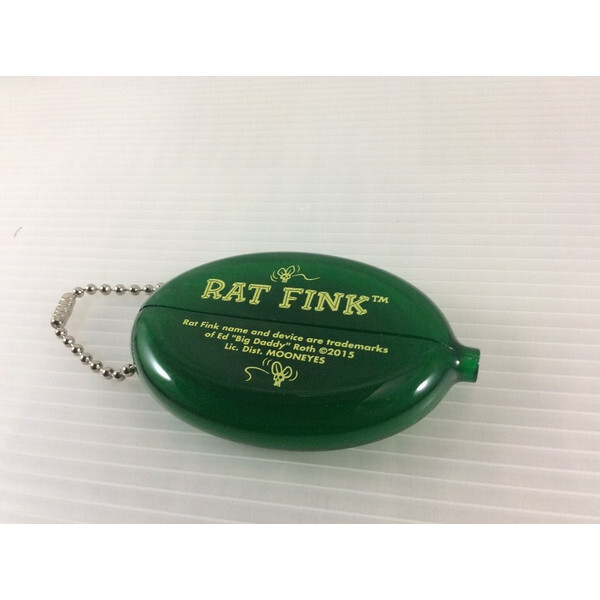 RAT FINK™
Rat Fink name and device are trademarks
of Ed "Big Daddy" Roth ©2015
Lic. Dist. MOONEYES